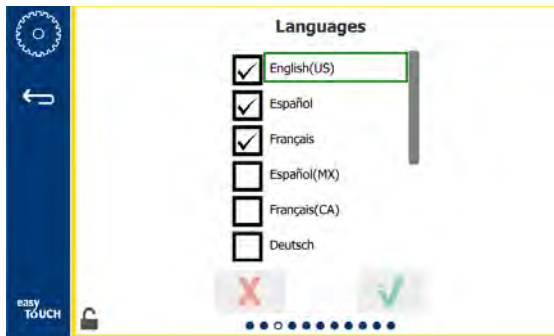 Languages
English(US)
Español
Français
Español(MX)
Français(CA)
Deutsch
easy
TOUCH